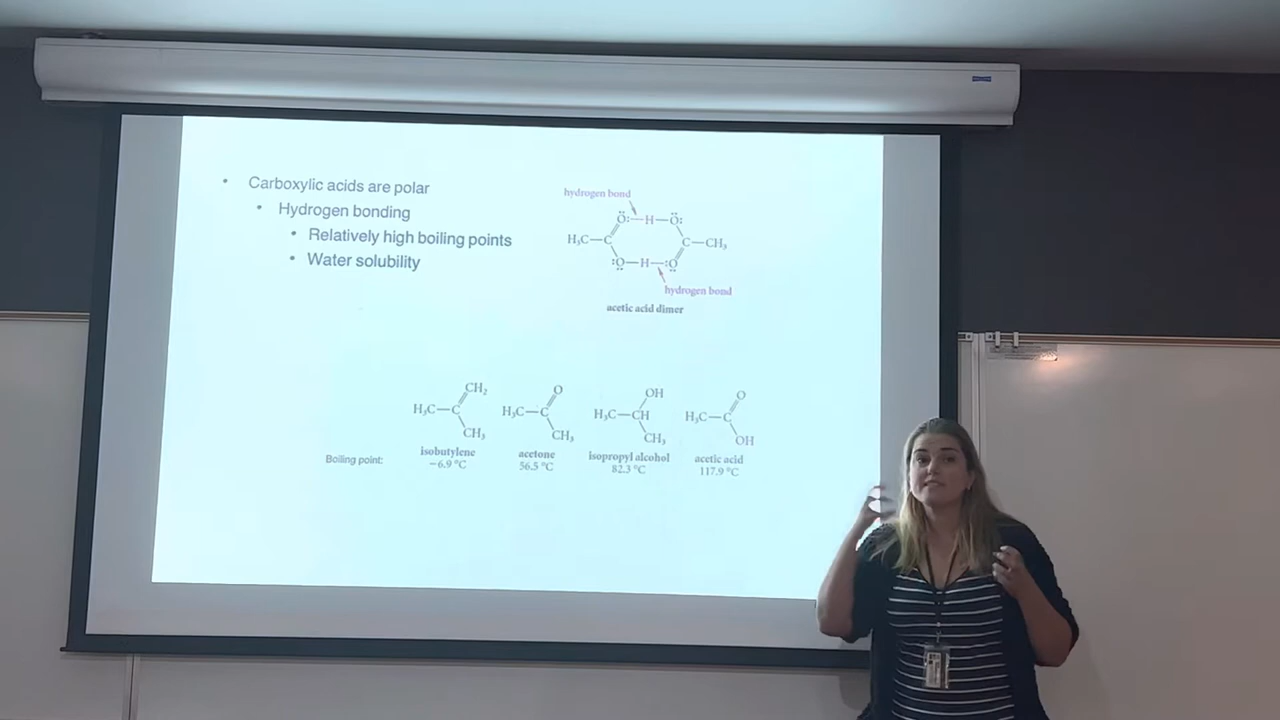 • Carboxylic acids are polar
• Hydrogen bonding
• Relatively high boiling points
• Water solubility
hydrogen bond
Ö:—H—Ö:
H₃C—C
C—CH₃
:O—H—:O
hydrogen bond
acetic acid dimer
CH₂
H₃C—C
CH₃
isobutylene
−6.9 °C
O
H₃C—C
CH₃
acetone
56.5 °C
OH
H₃C—CH
CH₃
isopropyl alcohol
82.3 °C
O
H₃C—C
OH
acetic acid
117.9 °C
Boiling point: